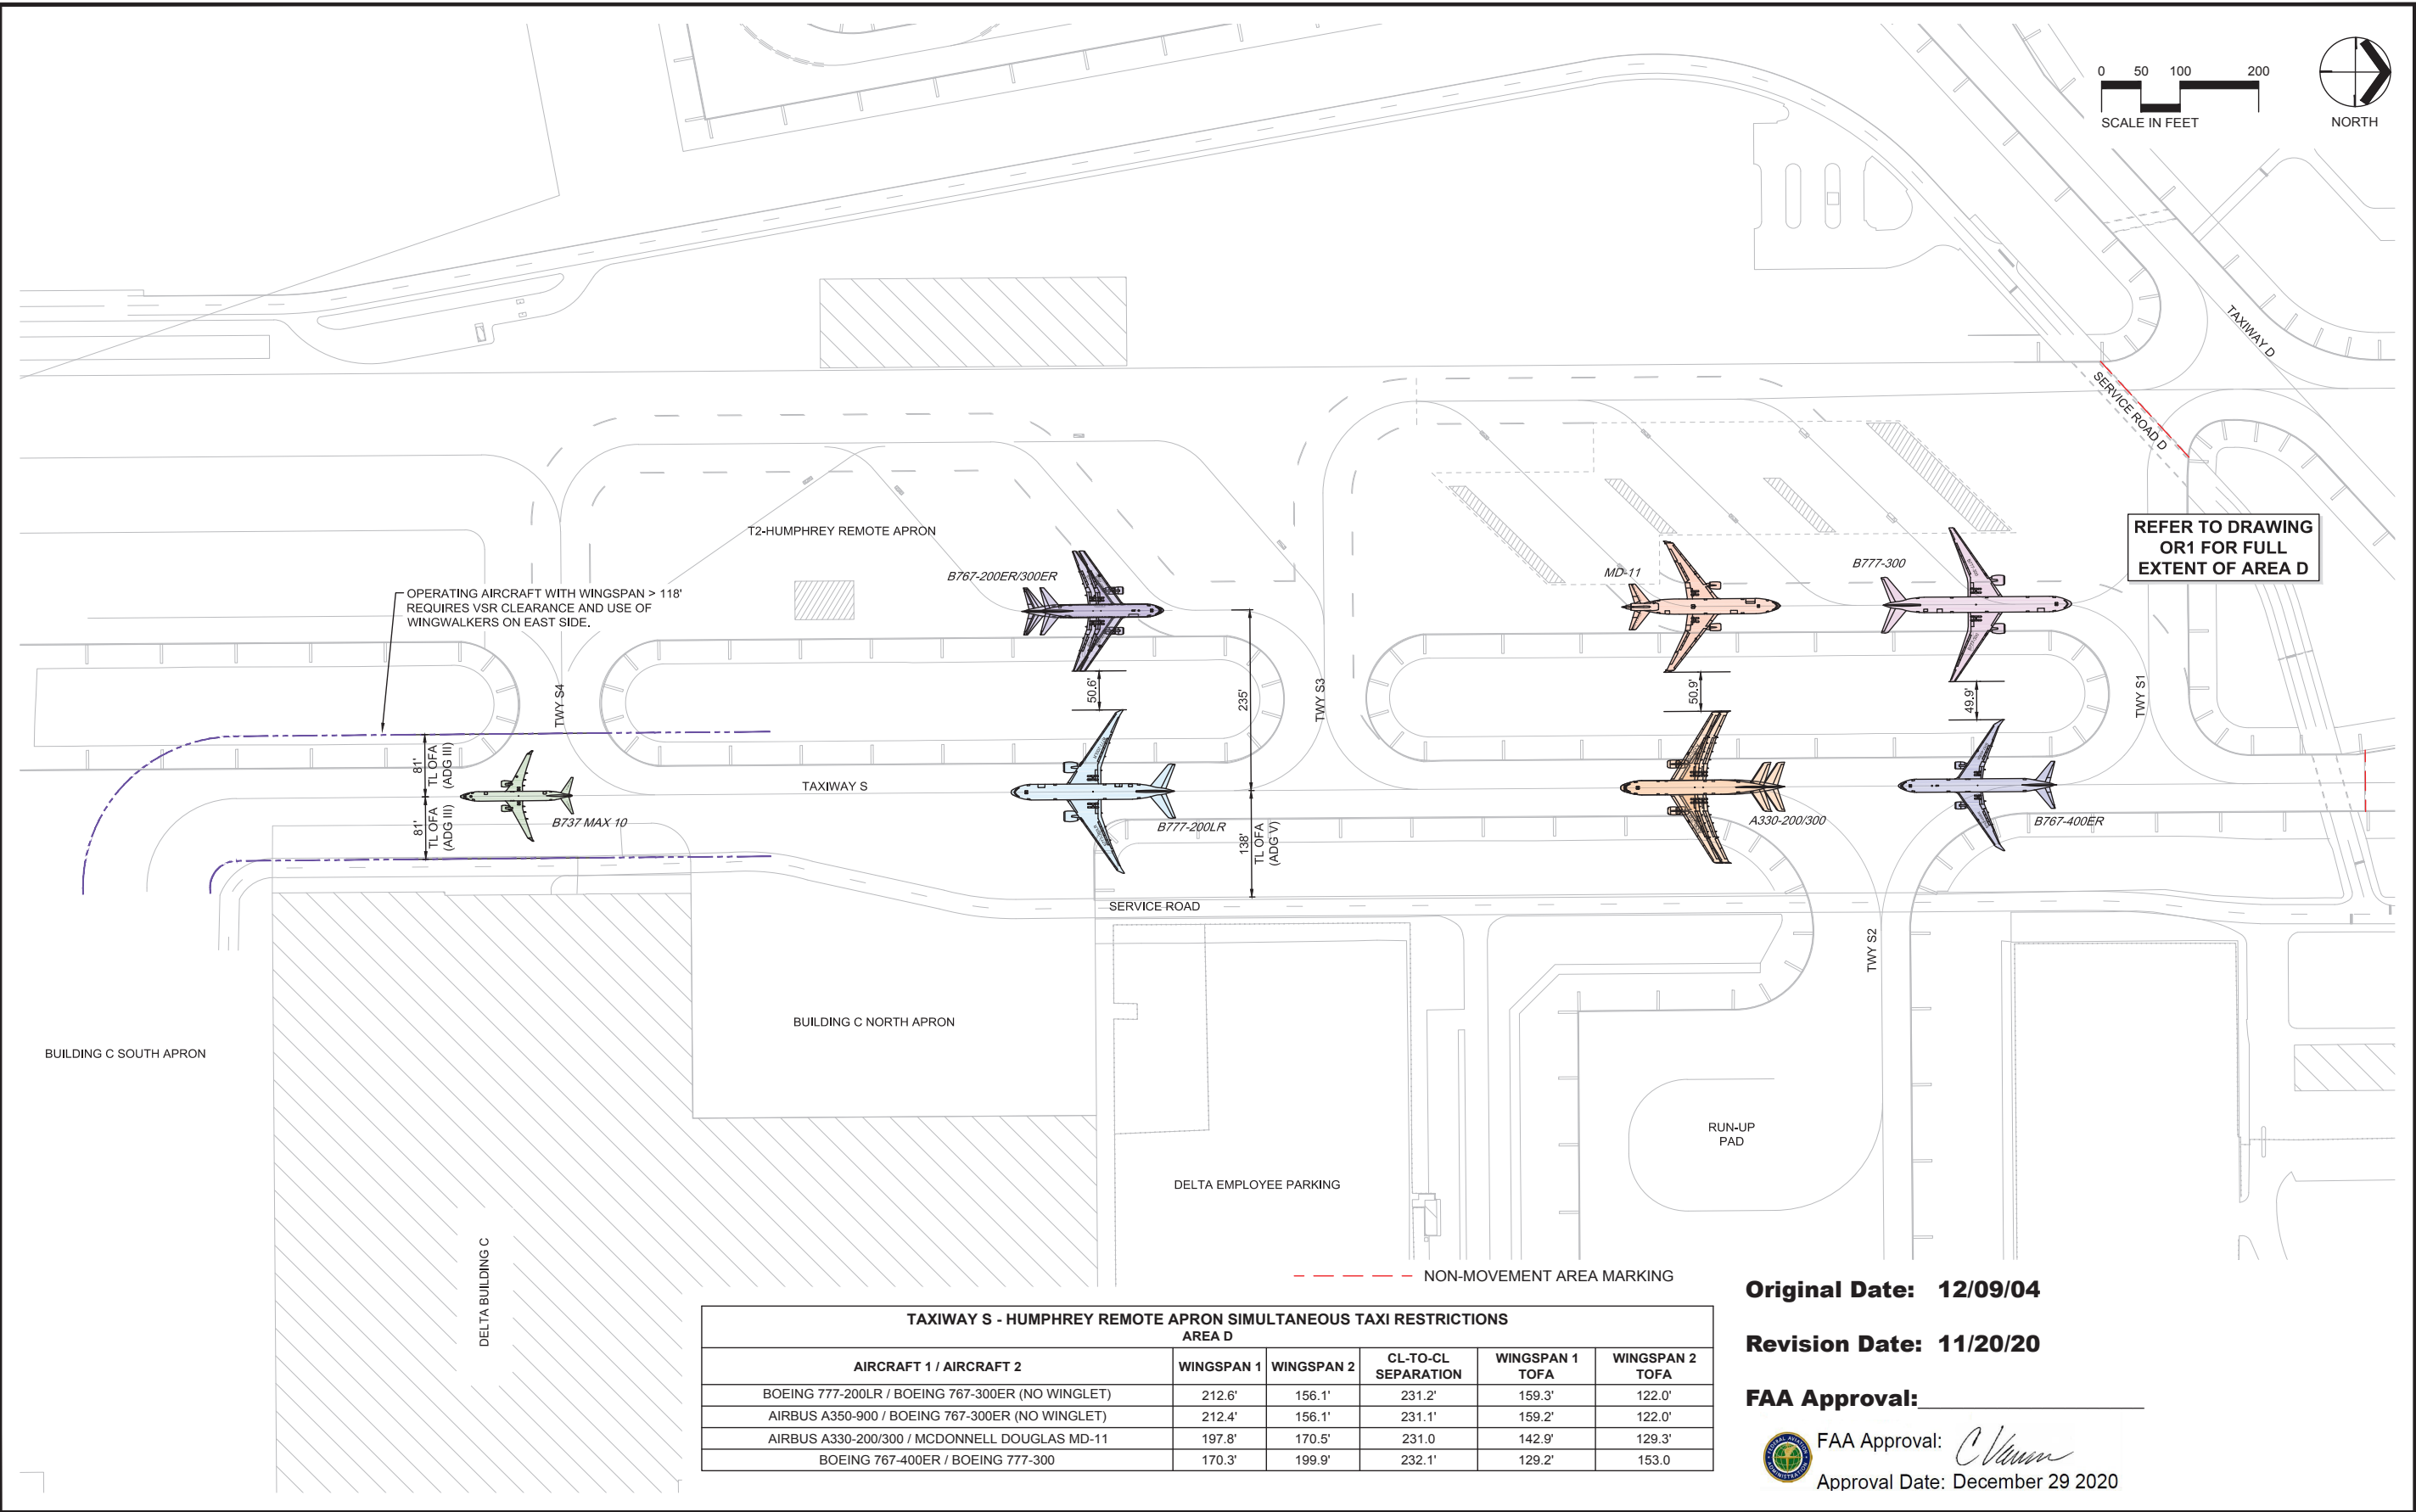 0 50 100 200
SCALE IN FEET
NORTH
TAXIWAY D
SERVICE ROAD D
REFER TO DRAWING
OR1 FOR FULL
EXTENT OF AREA D
T2-HUMPHREY REMOTE APRON
B767-200ER/300ER
MD-11
B777-300
OPERATING AIRCRAFT WITH WINGSPAN > 118'
REQUIRES VSR CLEARANCE AND USE OF
WINGWALKERS ON EAST SIDE.
TWY S4
50.6'
235'
TWY S3
50.9'
49.9'
TWY S1
81'
TL OFA
(ADG III)
81'
TL OFA
(ADG III)
TAXIWAY S
B737 MAX 10
B777-200LR
138'
TL OFA
(ADG V)
A330-200/300
B767-400ER
SERVICE ROAD
TWY S2
BUILDING C NORTH APRON
BUILDING C SOUTH APRON
RUN-UP
PAD
DELTA EMPLOYEE PARKING
DELTA BUILDING C
NON-MOVEMENT AREA MARKING
TAXIWAY S - HUMPHREY REMOTE APRON SIMULTANEOUS TAXI RESTRICTIONS
AREA D
AIRCRAFT 1 / AIRCRAFT 2 WINGSPAN 1 WINGSPAN 2 CL-TO-CL SEPARATION WINGSPAN 1 TOFA WINGSPAN 2 TOFA
BOEING 777-200LR / BOEING 767-300ER (NO WINGLET) 212.6' 156.1' 231.2' 159.3' 122.0'
AIRBUS A350-900 / BOEING 767-300ER (NO WINGLET) 212.4' 156.1' 231.1' 159.2' 122.0'
AIRBUS A330-200/300 / MCDONNELL DOUGLAS MD-11 197.8' 170.5' 231.0 142.9' 129.3'
BOEING 767-400ER / BOEING 777-300 170.3' 199.9' 232.1' 129.2' 153.0
Original Date: 12/09/04
Revision Date: 11/20/20
FAA Approval:
FAA Approval:
Approval Date: December 29 2020